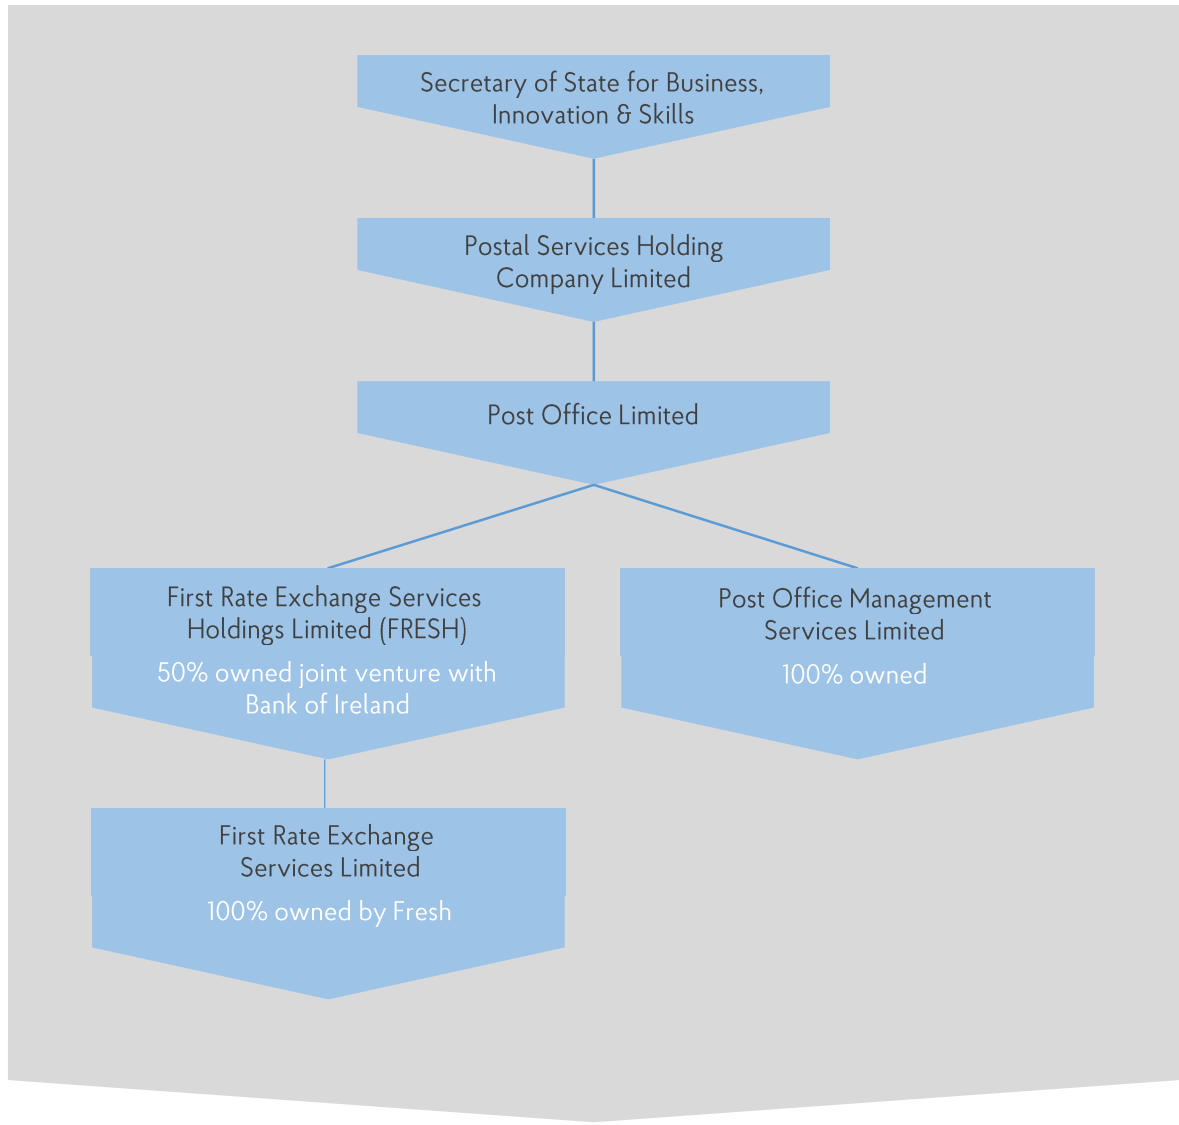 Secretary of State for Business,
Innovation & Skills
Postal Services Holding
Company Limited
Post Office Limited
First Rate Exchange Services
Holdings Limited (FRESH)
50% owned joint venture with
Bank of Ireland
Post Office Management
Services Limited
100% owned
First Rate Exchange
Services Limited
100% owned by Fresh